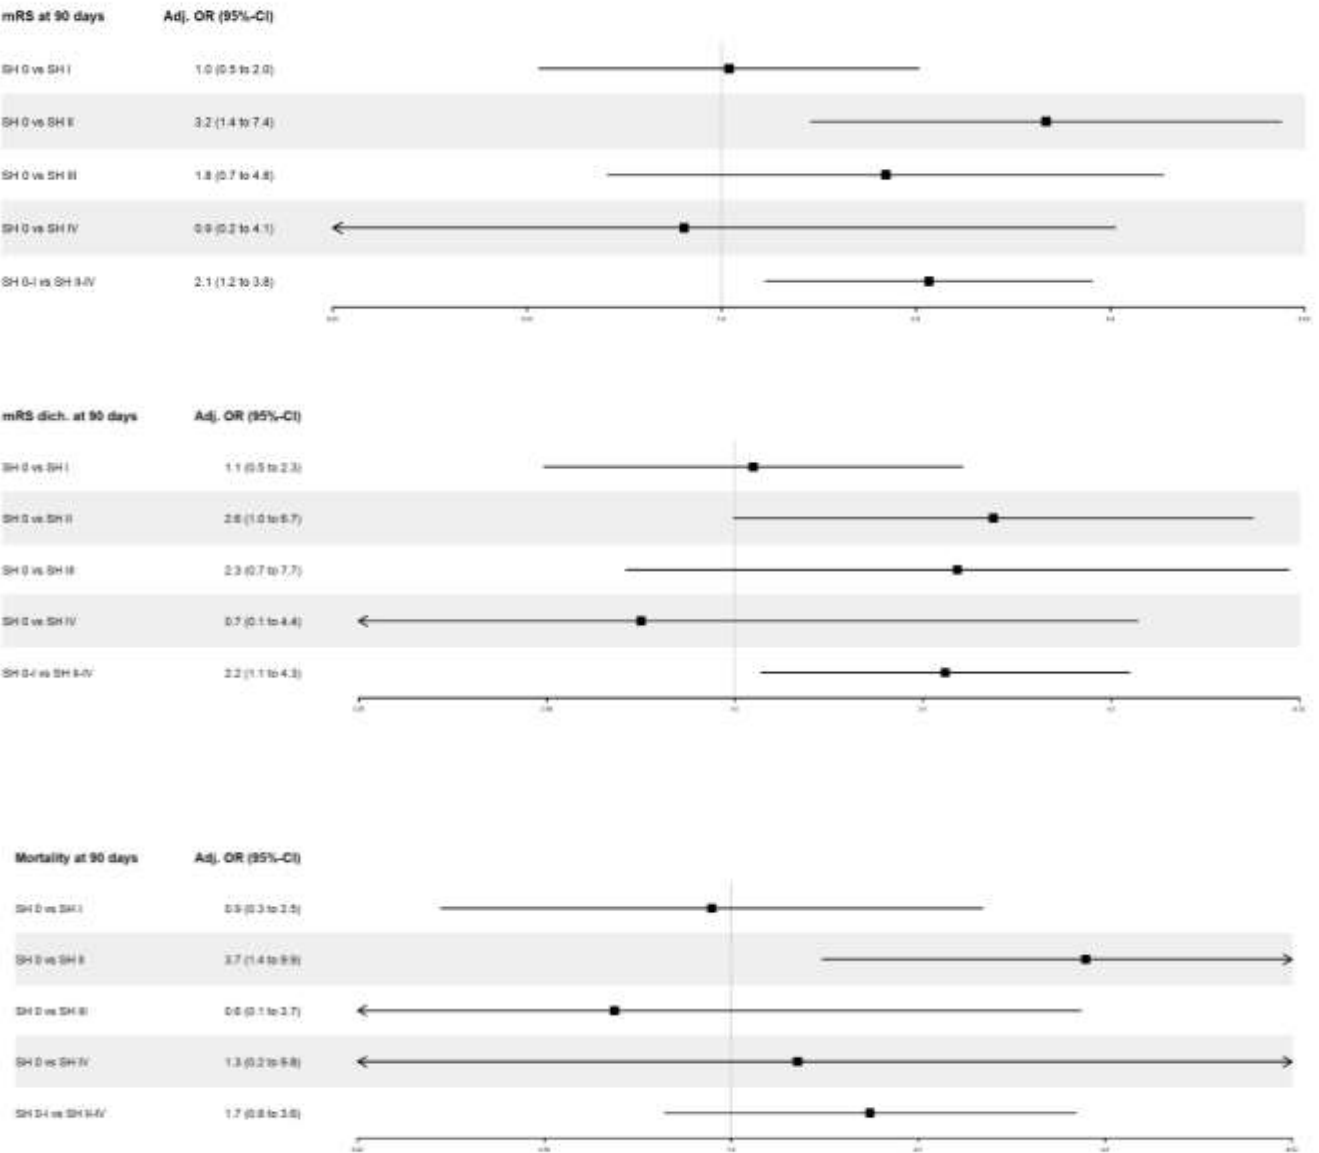 mRS at 90 days Adj. OR (95%-CI)
SH 0 vs SH I 1.0 (0.5 to 2.0)
SH 0 vs SH II 3.2 (1.4 to 7.4)
SH 0 vs SH III 1.8 (0.7 to 4.8)
SH 0 vs SH IV 0.9 (0.2 to 4.1)
SH 0-I vs SH II-IV 2.1 (1.2 to 3.8)
mRS dich. at 90 days Adj. OR (95%-CI)
SH 0 vs SH I 1.1 (0.5 to 2.3)
SH 0 vs SH II 2.6 (1.0 to 6.7)
SH 0 vs SH III 2.3 (0.7 to 7.7)
SH 0 vs SH IV 0.7 (0.1 to 4.4)
SH 0-I vs SH II-IV 2.2 (1.1 to 4.3)
Mortality at 90 days Adj. OR (95%-CI)
SH 0 vs SH I 0.9 (0.3 to 2.5)
SH 0 vs SH II 3.7 (1.4 to 9.9)
SH 0 vs SH III 0.6 (0.1 to 3.7)
SH 0 vs SH IV 1.3 (0.2 to
SH 0-I vs SH II-IV 1.7 (0.8 to 3.6)